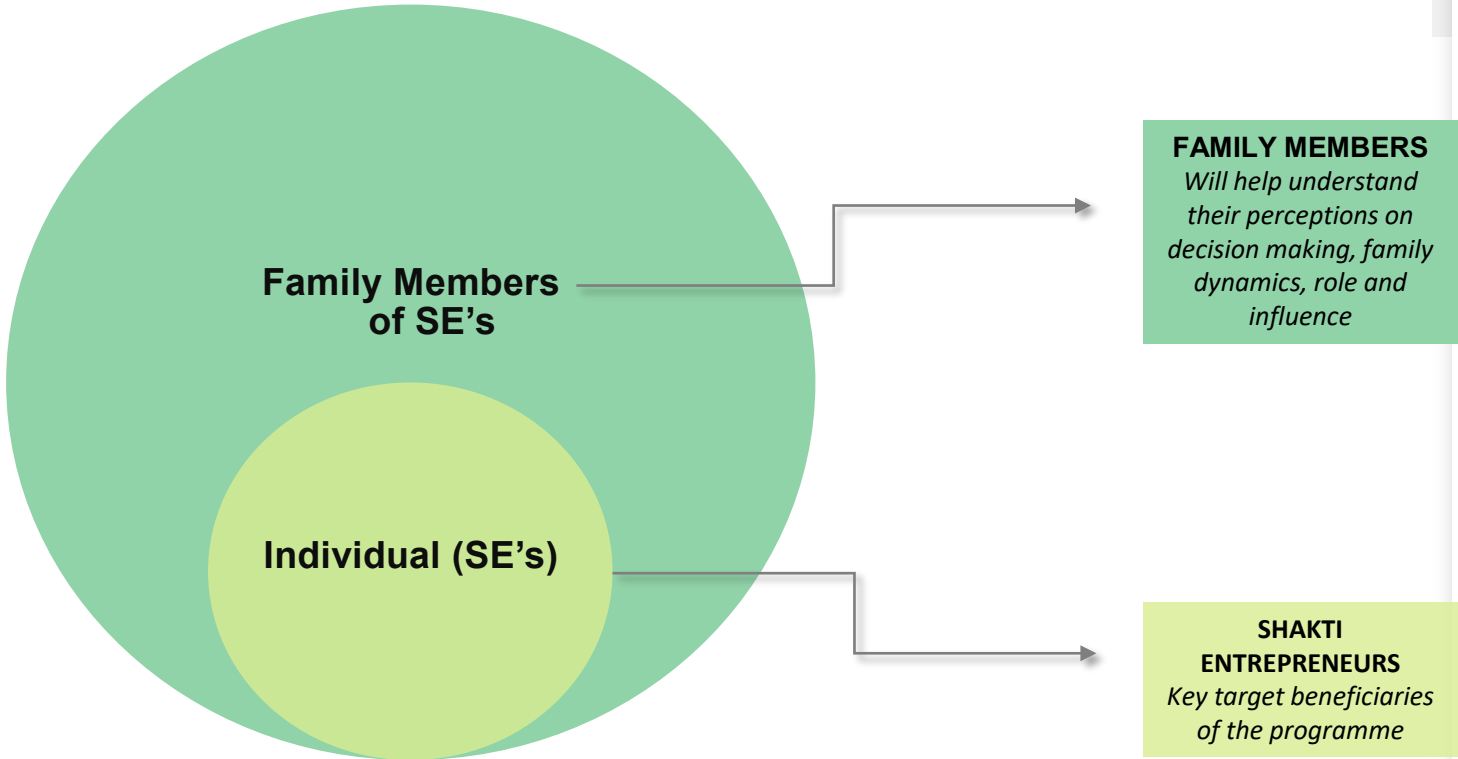 Family Members
of SE’s
Individual (SE’s)
FAMILY MEMBERS
Will help understand
their perceptions on
decision making, family
dynamics, role and
influence
SHAKTI
ENTREPRENEURS
Key target beneficiaries
of the programme